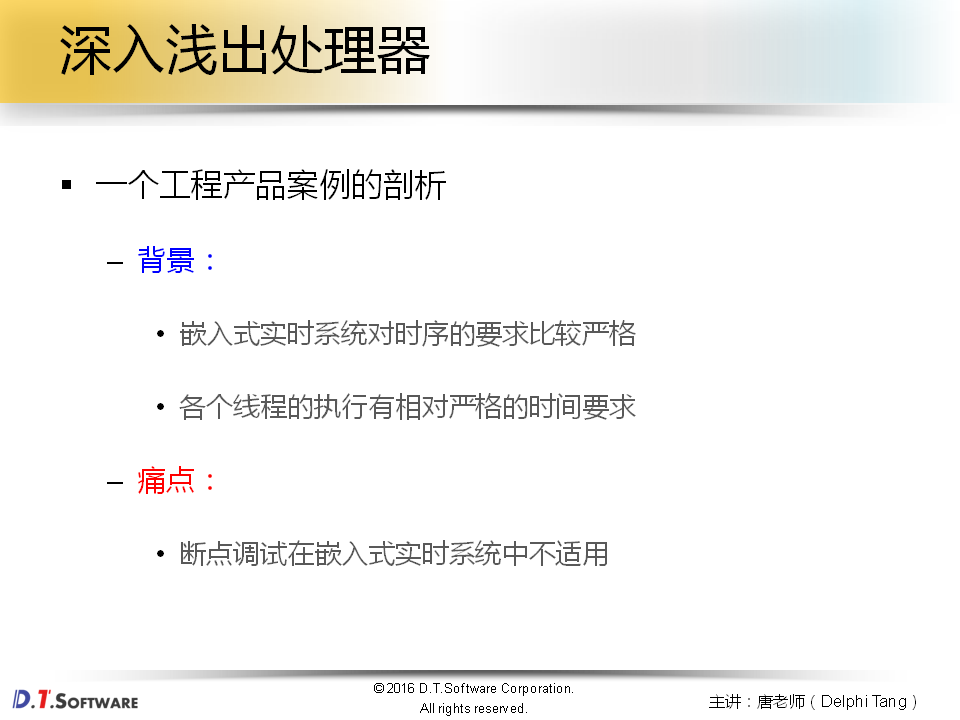 深入浅出处理器
▪ 一个工程产品案例的剖析
– 背景：
• 嵌入式实时系统对时序的要求比较严格
• 各个线程的执行有相对严格的时间要求
– 痛点：
• 断点调试在嵌入式实时系统中不适用
D.T.SOFTWARE
©2016 D.T.Software Corporation.
All rights reserved.
主讲：唐老师（Delphi Tang）